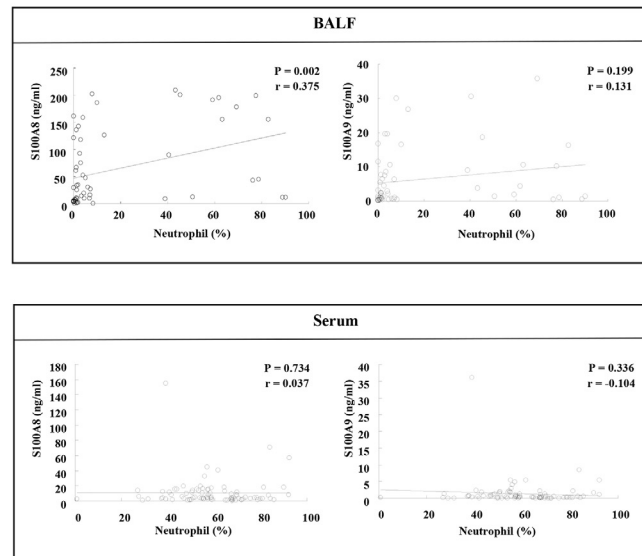 BALF
P = 0.002
r = 0.375
S100A8 (ng/ml)
250
200
150
100
50
0
0 20 40 60 80 100
Neutrophil (%)
P = 0.199
r = 0.131
S100A9 (ng/ml)
40
30
20
10
0
0 20 40 60 80 100
Neutrophil (%)
Serum
P = 0.734
r = 0.037
S100A8 (ng/ml)
180
160
140
120
100
80
60
40
20
0
0 20 40 60 80 100
Neutrophil (%)
P = 0.336
r = -0.104
S100A9 (ng/ml)
40
35
30
25
20
15
10
5
0
0 20 40 60 80 100
Neutrophil (%)